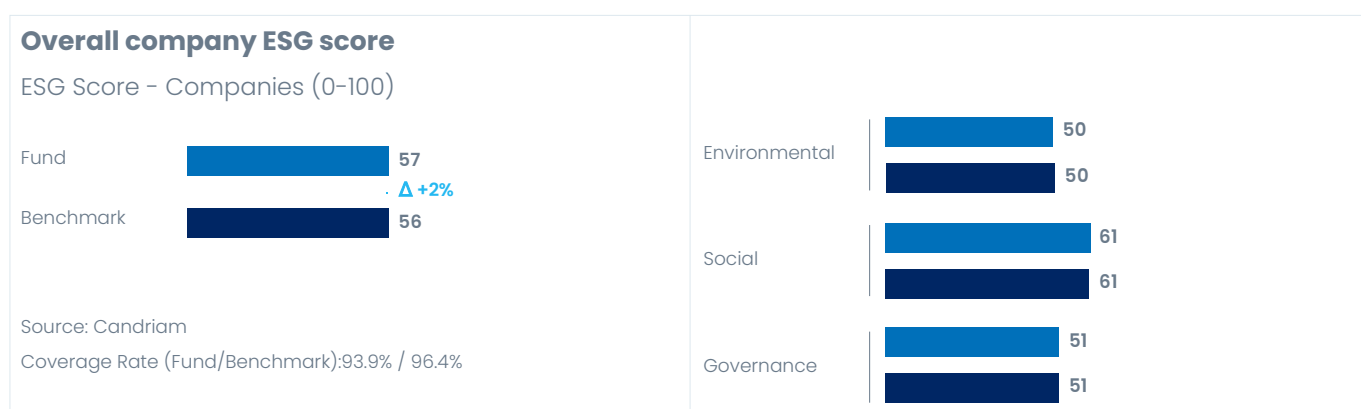 Overall company ESG score
ESG Score - Companies (0-100)
Fund
57
Δ +2%
Benchmark
56
Source: Candriam
Coverage Rate (Fund/Benchmark):93.9% / 96.4%
Environmental
50
50
Social
61
61
Governance
51
51